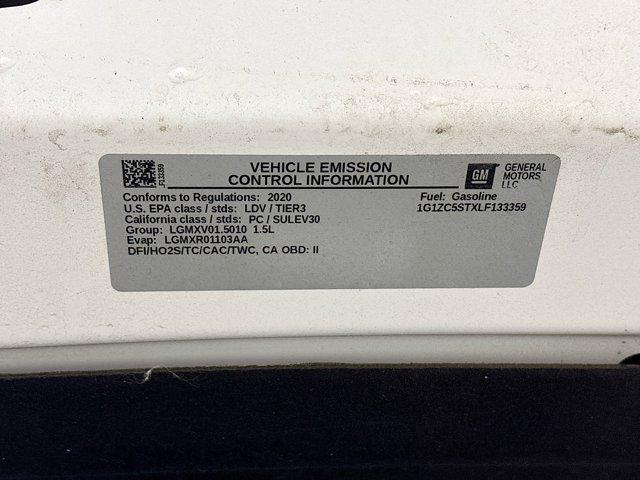 F133359
VEHICLE EMISSION
CONTROL INFORMATION
GM
GENERAL
MOTORS
LLC
Conforms to Regulations: 2020
Fuel: Gasoline
U.S. EPA class / stds: LDV / TIER3
1G1ZC5STXLF133359
California class / stds: PC / SULEV30
Group: LGMXV01.5010 1.5L
Evap: LGMXR01103AA
DFI/HO2S/TC/CAC/TWC, CA OBD: II